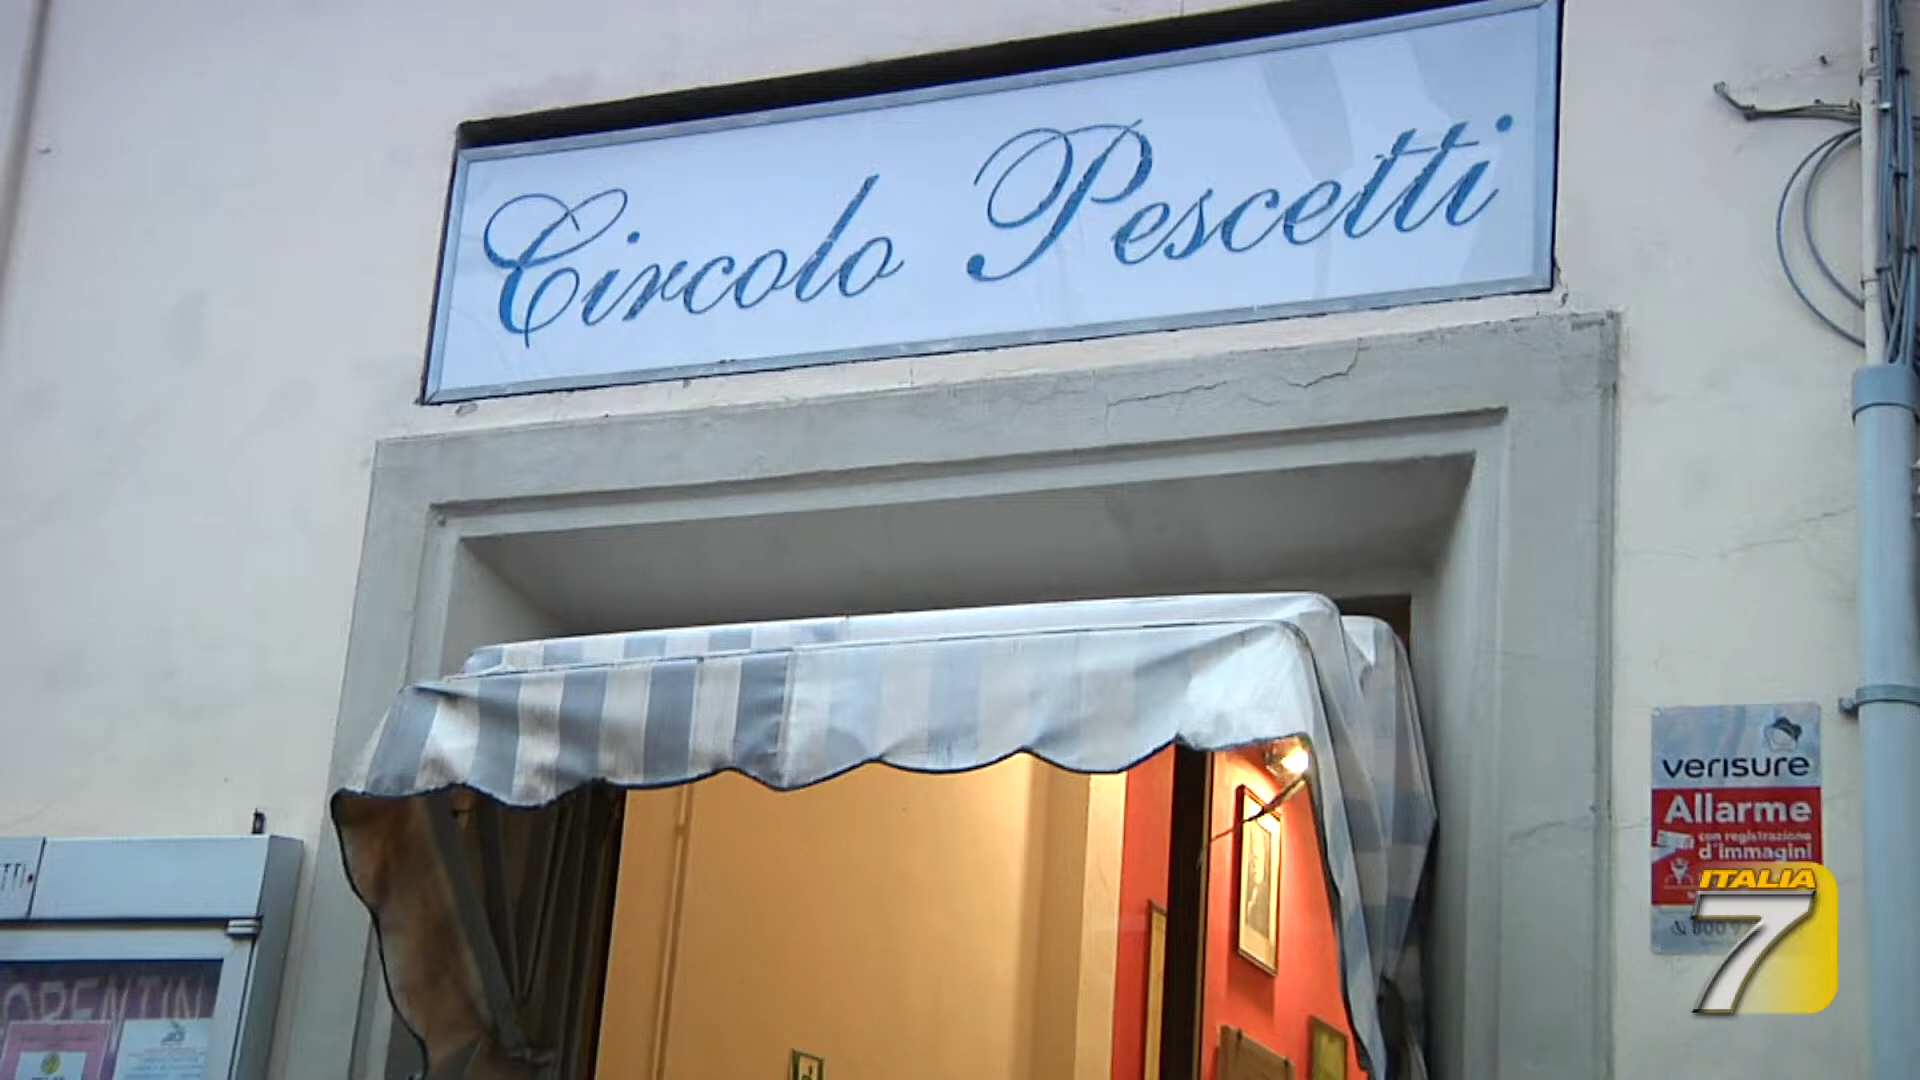 Circolo Pescetti
verisure
Allarme
con registrazione
d'immagini
ITALIA
7